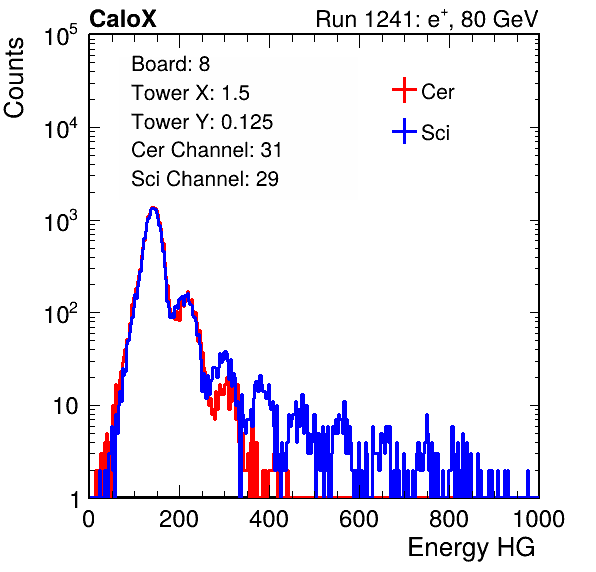 CaloX Run 1241: e⁺, 80 GeV
Counts
Board: 8
Tower X: 1.5
Tower Y: 0.125
Cer Channel: 31
Sci Channel: 29
Cer
Sci
10⁵
10⁴
10³
10²
10
1
0 200 400 600 800 1000
Energy HG